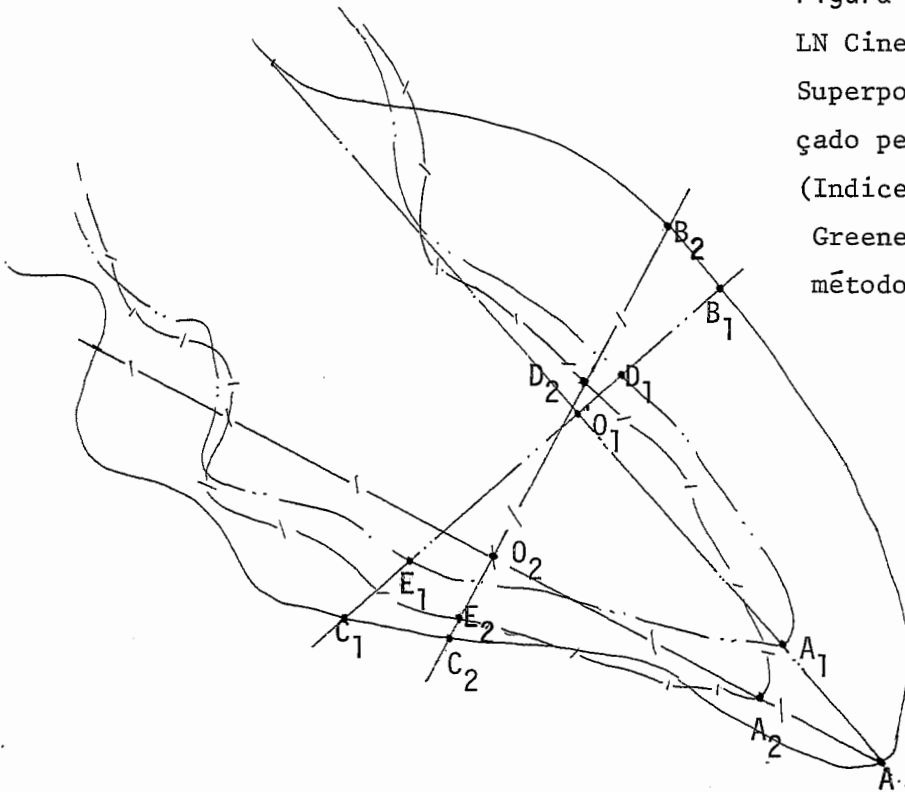 Figura
LN Cine
Superpo
çado pe
(Indice
Greene
método
B2
B1
D2
D1
O1
O2
E1
E2
C1
C2
A1
A2
A